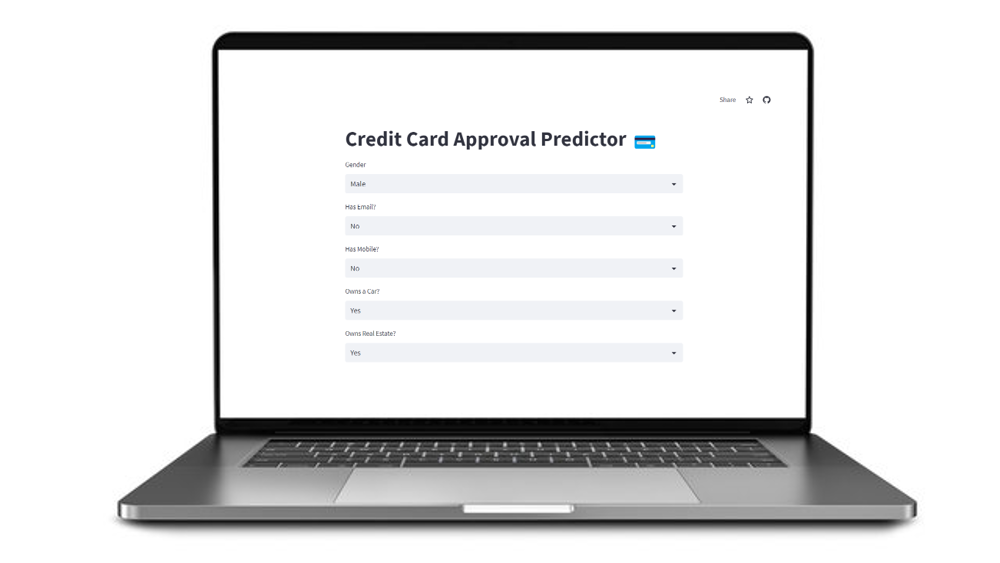 Share
Credit Card Approval Predictor
Gender
Male
Has Email?
No
Has Mobile?
No
Owns a Car?
Yes
Owns Real Estate?
Yes